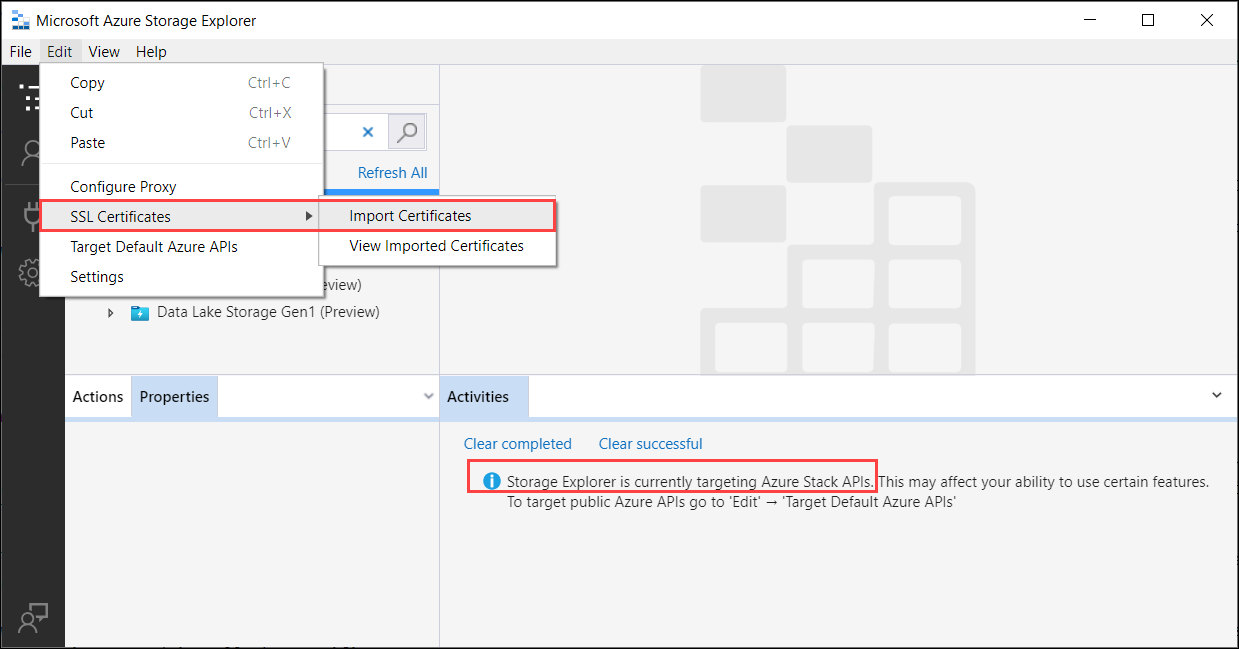 Microsoft Azure Storage Explorer
File Edit View Help
Copy Ctrl+C
Cut Ctrl+X
Paste Ctrl+V
Refresh All
Configure Proxy
SSL Certificates
Import Certificates
Target Default Azure APIs
View Imported Certificates
Settings
eview)
Data Lake Storage Gen1 (Preview)
Actions Properties
Activities
Clear completed Clear successful
Storage Explorer is currently targeting Azure Stack APIs. This may affect your ability to use certain features.
To target public Azure APIs go to 'Edit' → 'Target Default Azure APIs'